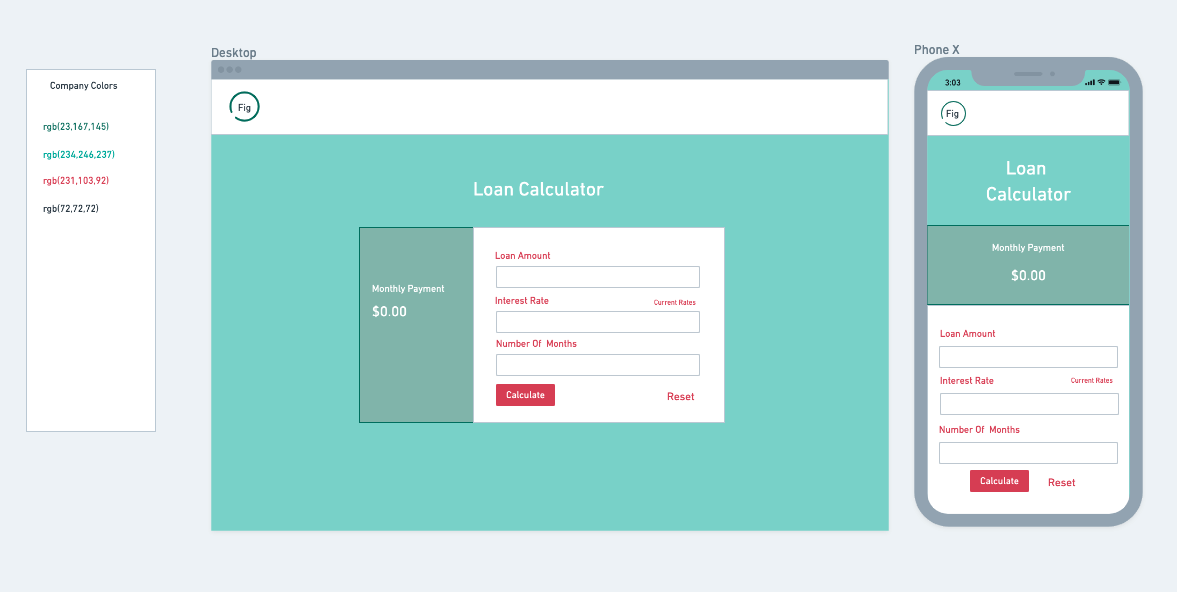 Company Colors
rgb(23,167,145)
rgb(234,246,237)
rgb(231,103,92)
rgb(72,72,72)
Desktop
Fig
Loan Calculator
Monthly Payment
$0.00
Loan Amount
Interest Rate
Current Rates
Number Of Months
Calculate
Reset
Phone X
3:03
Fig
Loan
Calculator
Monthly Payment
$0.00
Loan Amount
Interest Rate
Current Rates
Number Of Months
Calculate
Reset